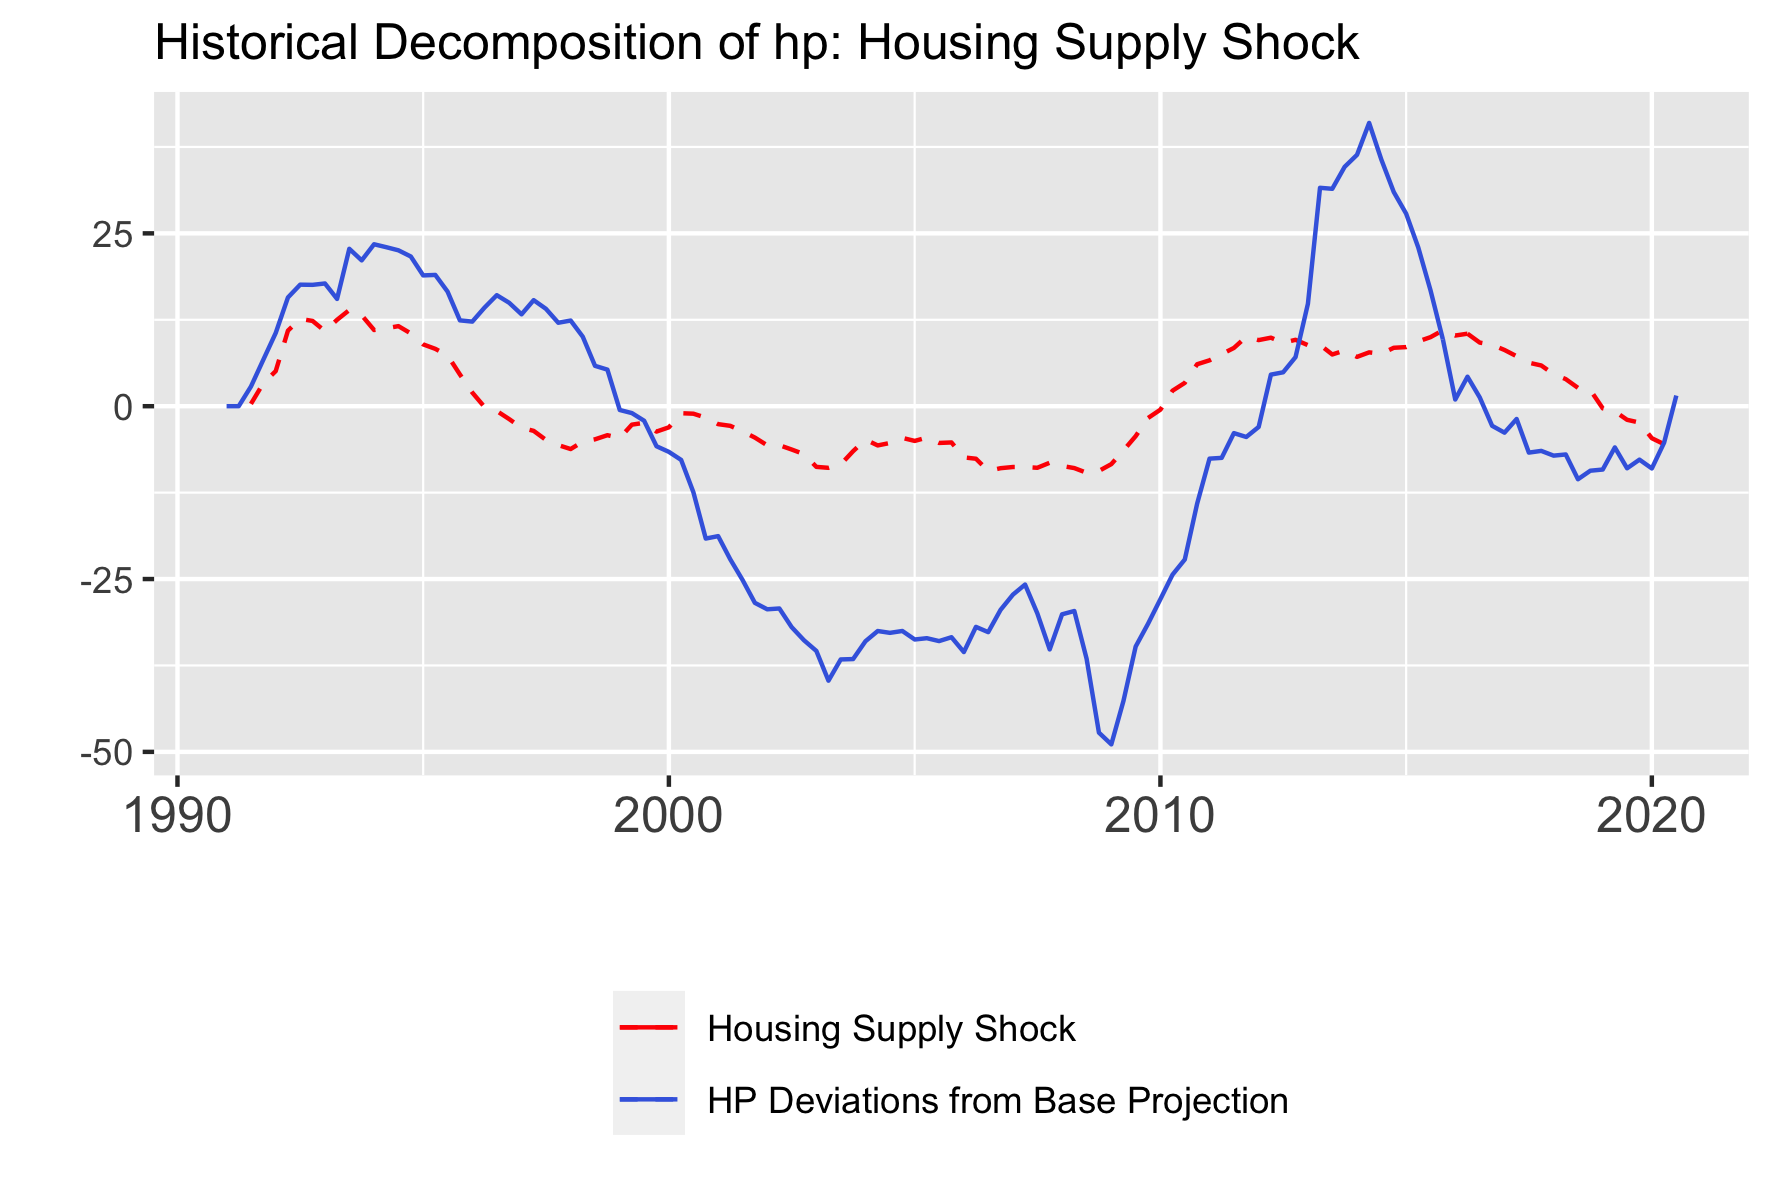 Historical Decomposition of hp: Housing Supply Shock
25
0
-25
-50
1990 2000 2010 2020
Housing Supply Shock
HP Deviations from Base Projection